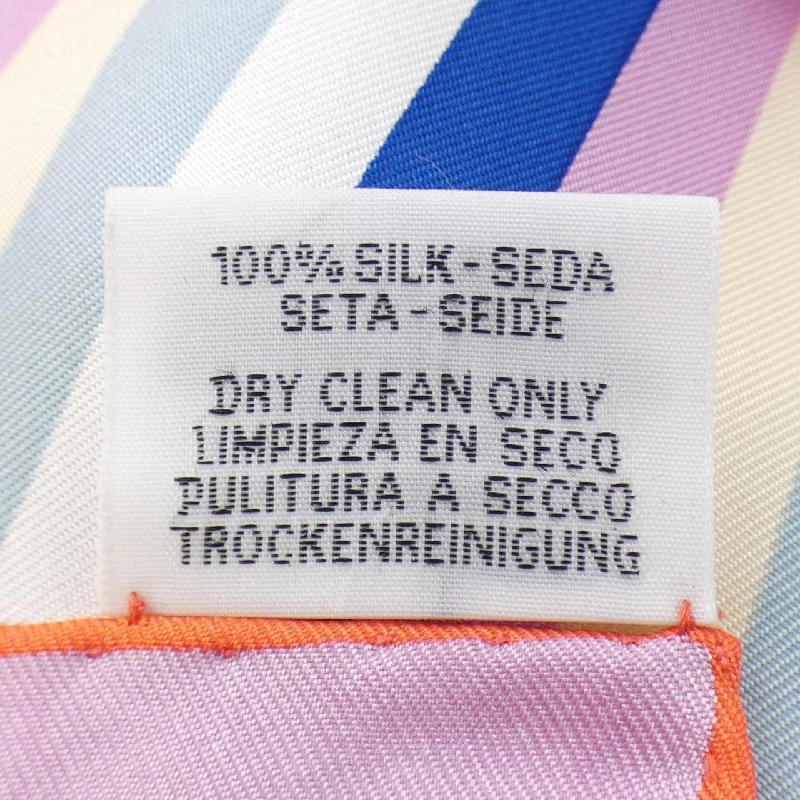 100% SILK - SEDA
SETA - SEIDE
DRY CLEAN ONLY
LIMPIEZA EN SECO
PULITURA A SECCO
TROCKENREINIGUNG